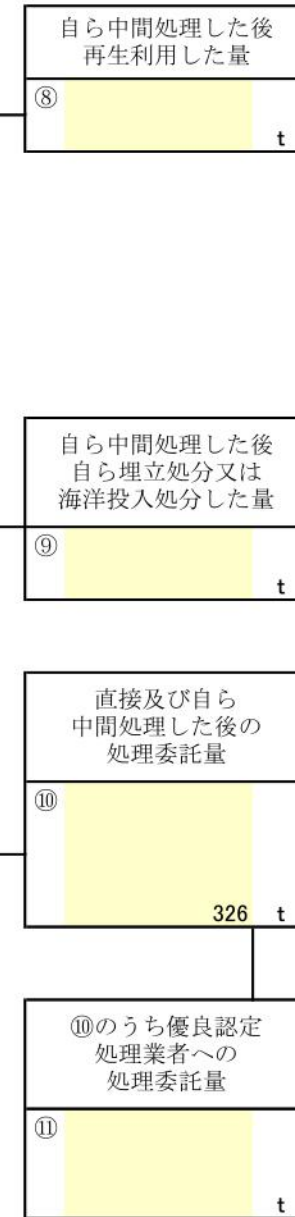 自ら中間処理した後
再生利用した量
⑧
t
自ら中間処理した後
自ら埋立処分又は
海洋投入処分した量
⑨
t
直接及び自ら
中間処理した後の
処理委託量
⑩
326 t
⑩のうち優良認定
処理業者への
処理委託量
⑪
t